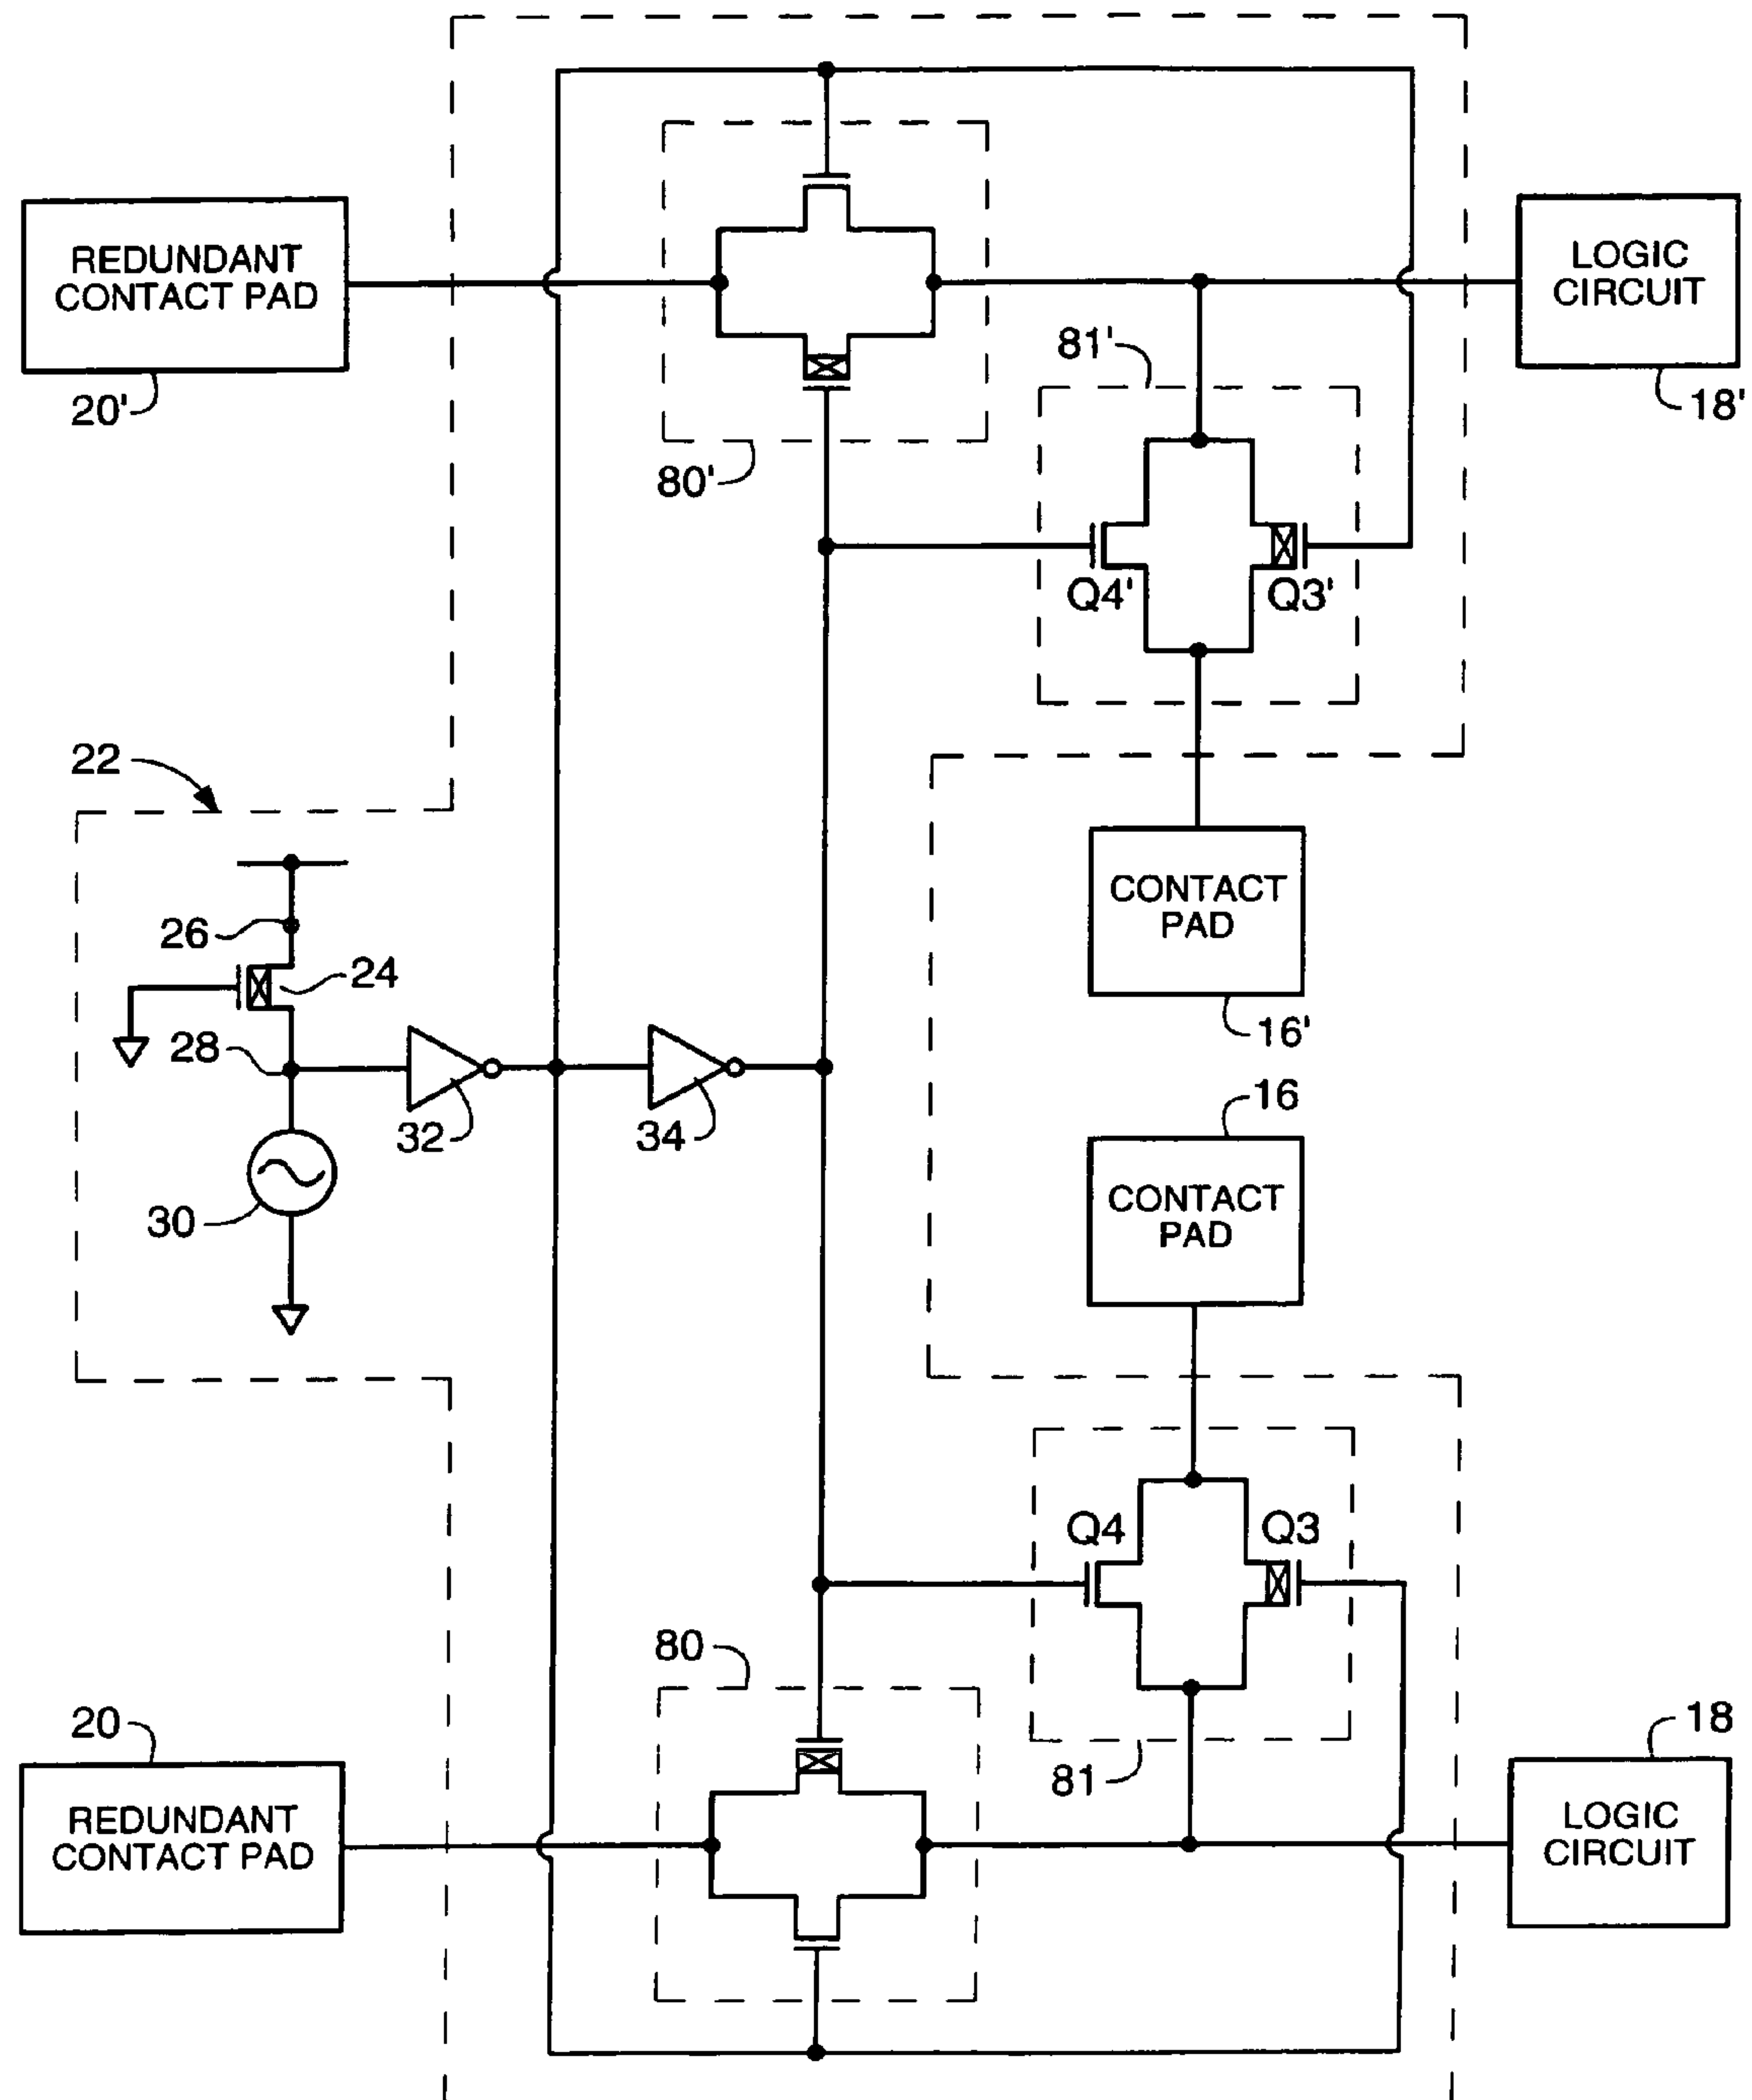 REDUNDANT
CONTACT PAD
20'
80'
81'
LOGIC
CIRCUIT
18'
Q4'
Q3'
22
26
24
28
32
34
30
CONTACT
PAD
16'
16
CONTACT
PAD
Q4
Q3
80
81
20
REDUNDANT
CONTACT PAD
18
LOGIC
CIRCUIT